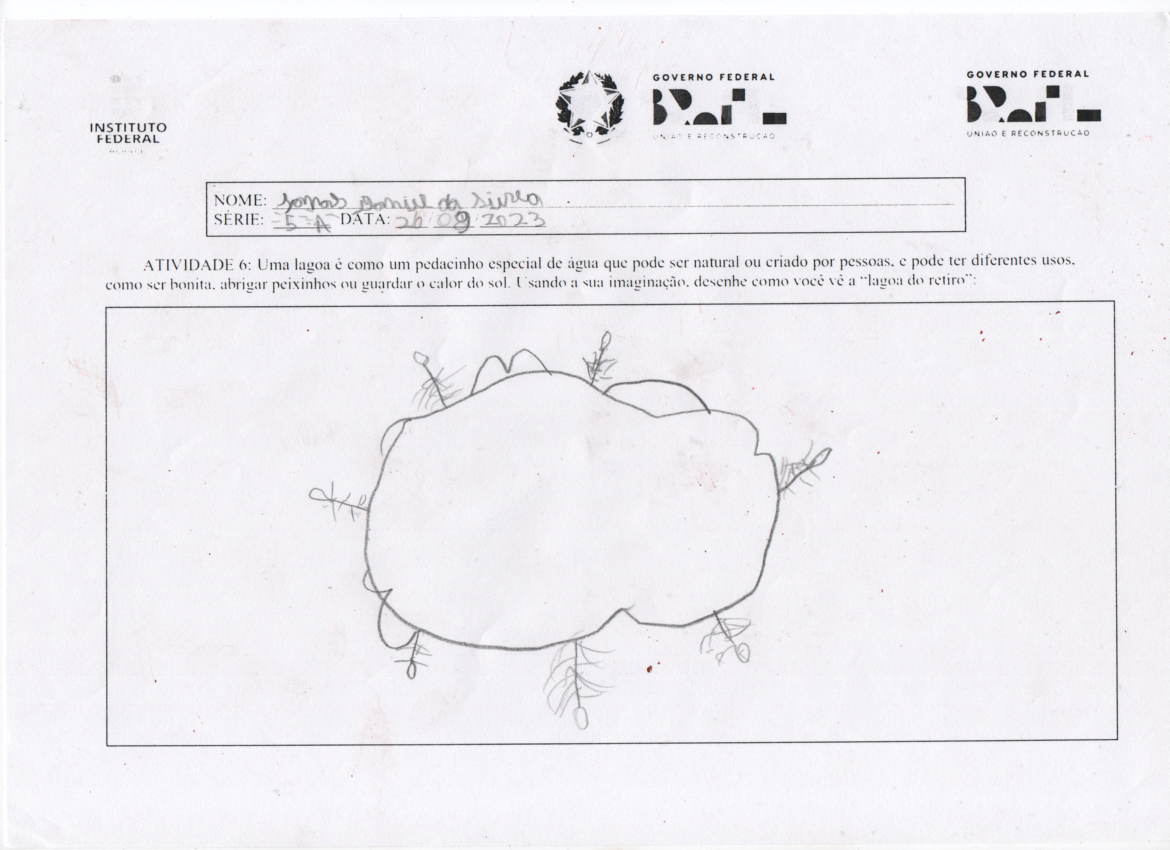 INSTITUTO
FEDERAL
GOVERNO FEDERAL
BRASIL
UNIÃO E RECONSTRUÇÃO
GOVERNO FEDERAL
BRASIL
UNIÃO E RECONSTRUÇÃO
NOME: Daniel da Silva
SÉRIE: 5-A DATA: 26 09 2023
ATIVIDADE 6: Uma lagoa é como um pedacinho especial de água que pode ser natural ou criado por pessoas, e pode ter diferentes usos,
como ser bonita, abrigar peixinhos ou guardar o calor do sol. Usando a sua imaginação, desenhe como você vê a "lagoa do retiro":